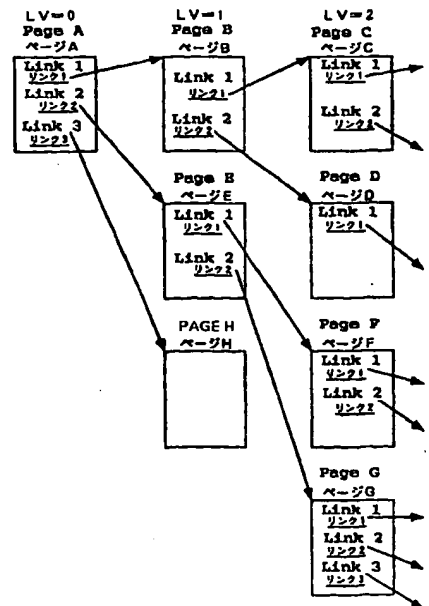 LV=0
Page A
ページA
Link 1
リンク1
Link 2
リンク2
Link 3
リンク3
LV=1
Page B
ページB
Link 1
リンク1
Link 2
リンク2
Page E
ページE
Link 1
リンク1
Link 2
リンク2
PAGE H
ページH
LV=2
Page C
ページC
Link 1
リンク1
Link 2
リンク2
Page D
ページD
Link 1
リンク1
Page F
ページF
Link 1
リンク1
Link 2
リンク2
Page G
ページG
Link 1
リンク1
Link 2
リンク2
Link 3
リンク3